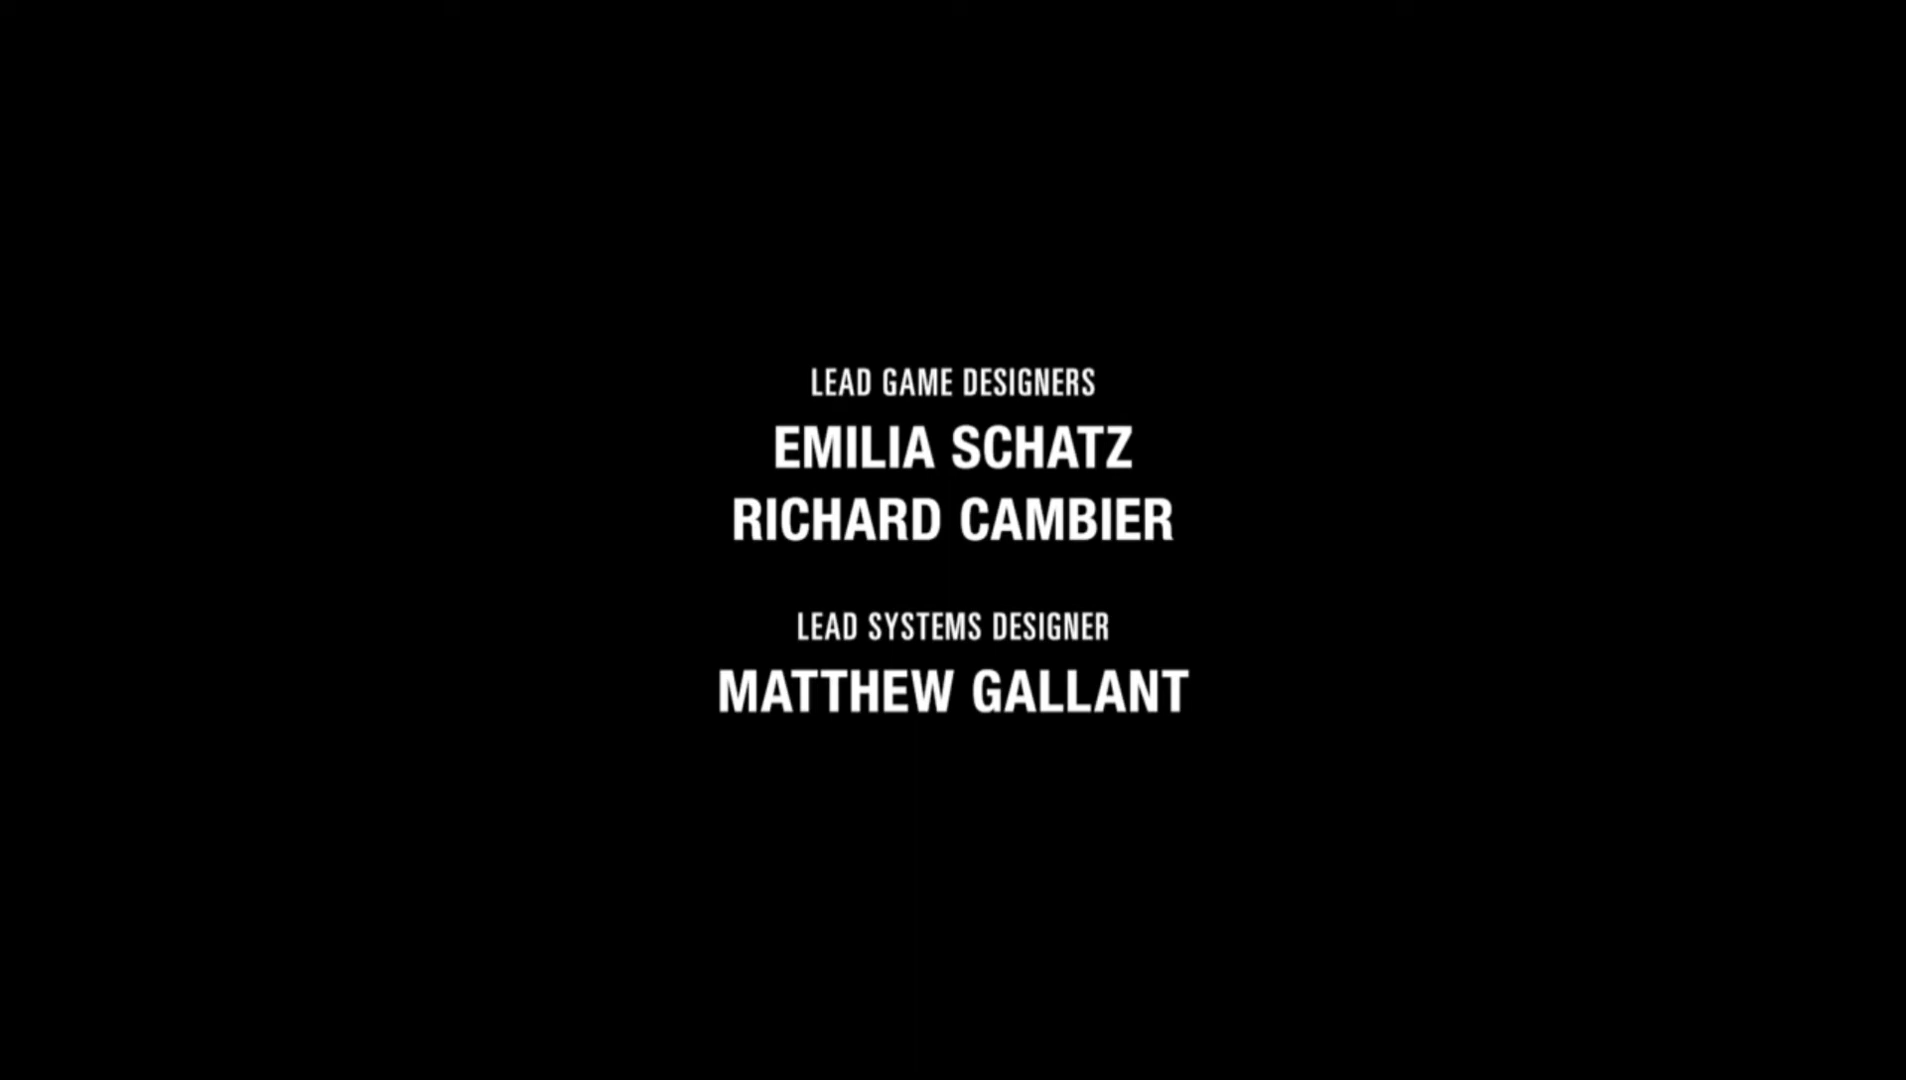 LEAD GAME DESIGNERS
EMILIA SCHATZ
RICHARD CAMBIER
LEAD SYSTEMS DESIGNER
MATTHEW GALLANT